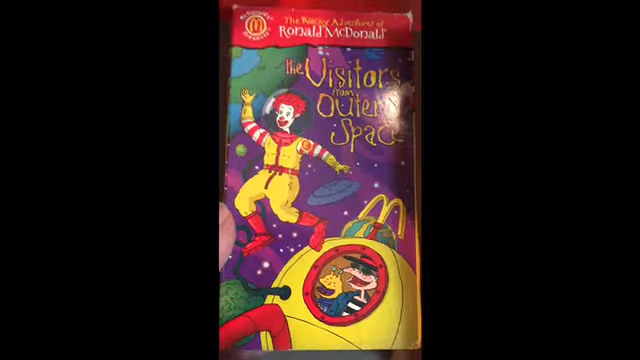 The Wacky Adventures of
Ronald McDonald
the Visitors
from
Outer
Space